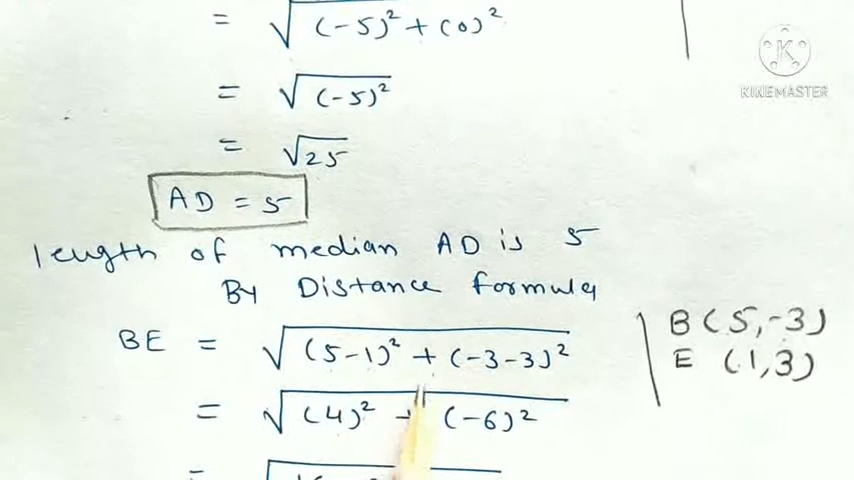 = √(-5)² + (0)²
= √(-5)²
= √25
AD = 5
length of median AD is 5
By Distance formula
BE = √(5-1)² + (-3-3)²
B(5,-3)
E (1,3)
= √(4)² + (-6)²
=
KINEMASTER